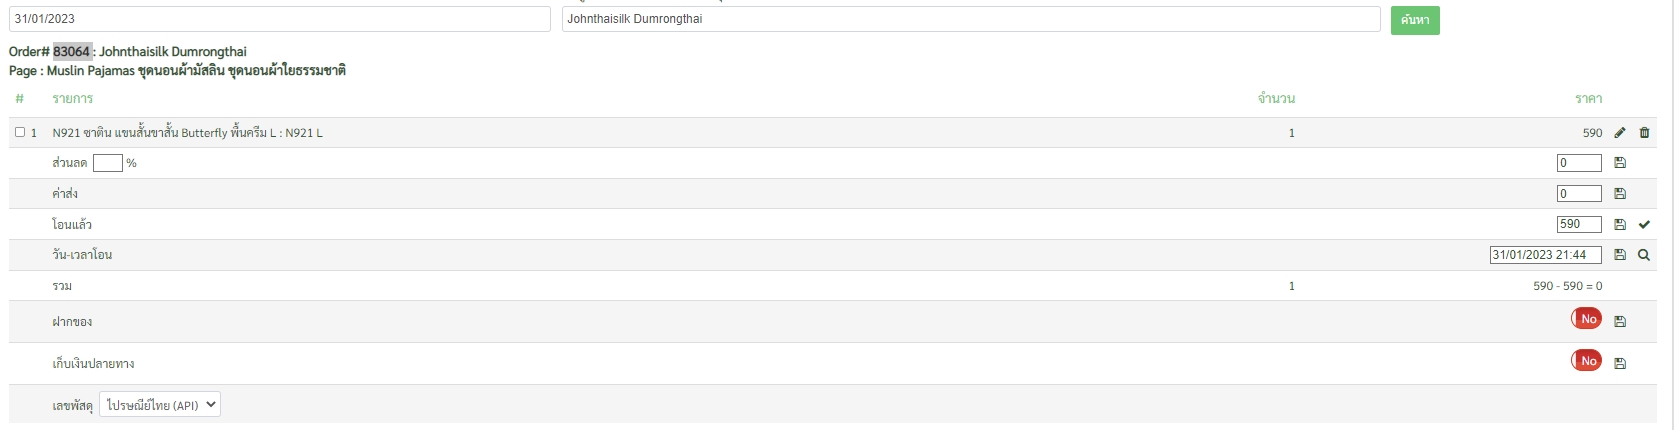 31/01/2023 Johnthaisilk Dumrongthai ค้นหา
Order# 83064 : Johnthaisilk Dumrongthai
Page : Muslin Pajamas ชุดนอนผ้ามัสลิน ชุดนอนผ้าใยธรรมชาติ
# รายการ จำนวน ราคา
1 N921 ซาติน แขนสั้นขาสั้น Butterfly พื้นครีม L : N921 L 1 590
ส่วนลด % 0
ค่าส่ง 0
โอนแล้ว 590
วัน-เวลาโอน 31/01/2023 21:44
รวม 1 590 - 590 = 0
ฝากของ No
เก็บเงินปลายทาง No
เลขพัสดุ ไปรษณีย์ไทย (API)